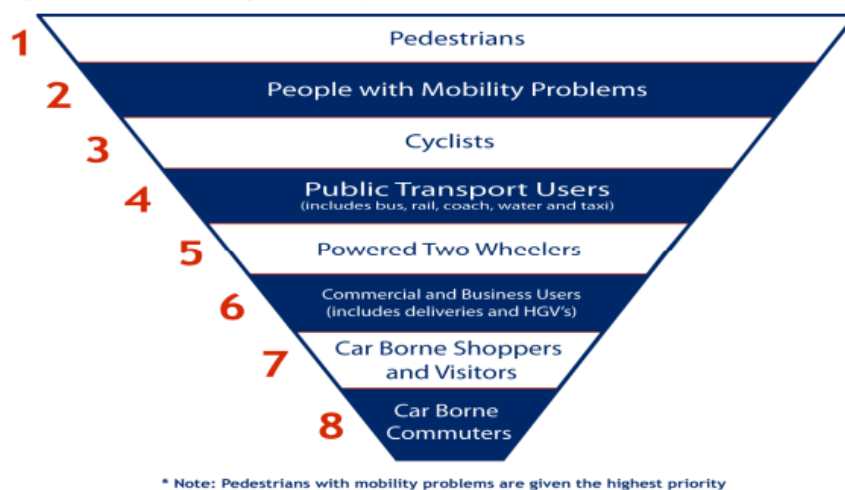 1
Pedestrians
2
People with Mobility Problems
3
Cyclists
4
Public Transport Users
(includes bus, rail, coach, water and taxi)
5
Powered Two Wheelers
6
Commercial and Business Users
(includes deliveries and HGV's)
7
Car Borne Shoppers
and Visitors
8
Car Borne
Commuters
* Note: Pedestrians with mobility problems are given the highest priority